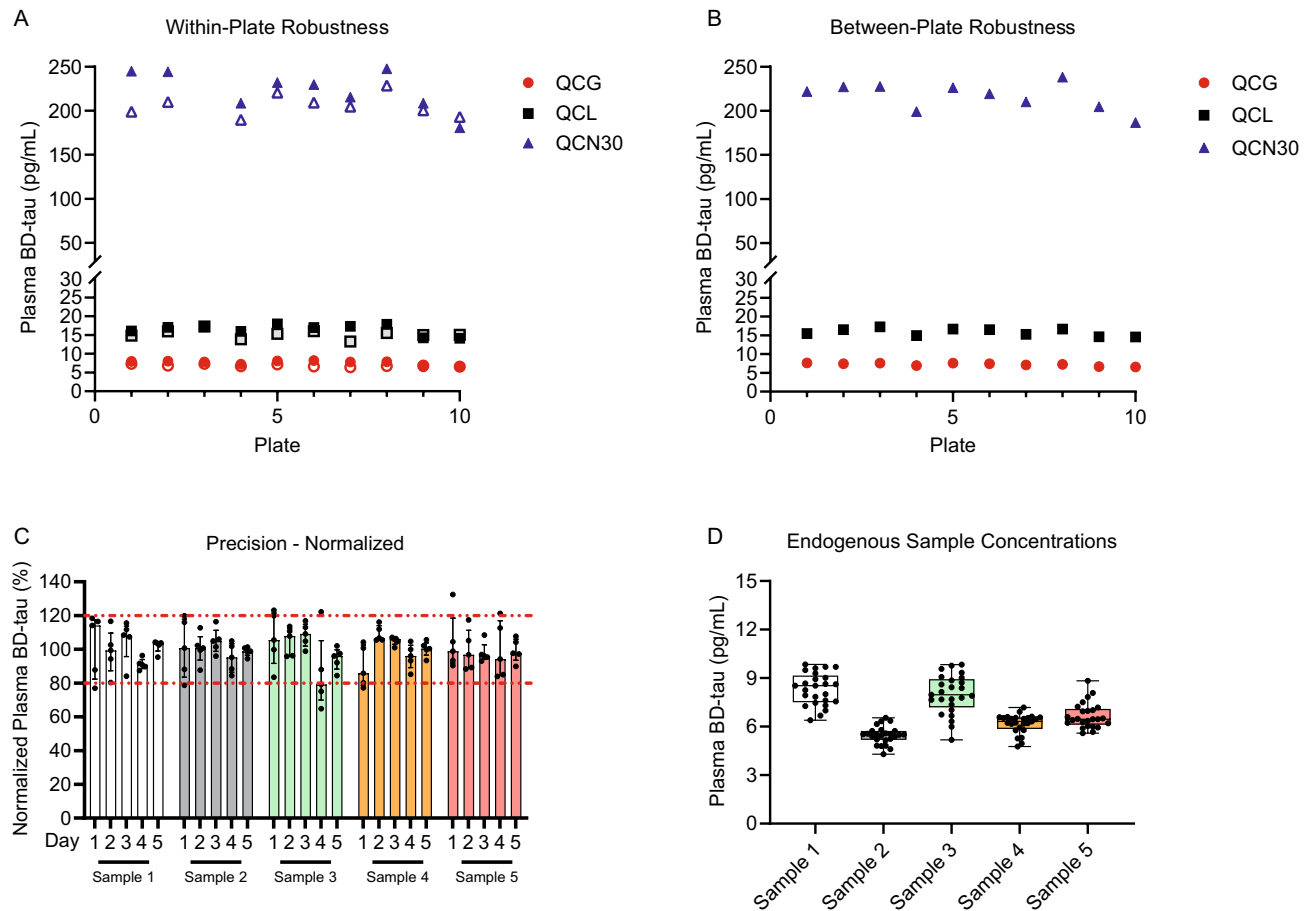 A
Within-Plate Robustness
Plasma BD-tau (pg/mL)
250
200
150
100
50
30
25
20
15
10
5
0
0
5
10
Plate
QCG
QCL
QCN30
B
Between-Plate Robustness
Plasma BD-tau (pg/mL)
250
200
150
100
50
30
25
20
15
10
5
0
0
5
10
Plate
QCG
QCL
QCN30
C
Precision - Normalized
Normalized Plasma BD-tau (%)
140
120
100
80
60
40
20
0
Day 1 2 3 4 5 1 2 3 4 5 1 2 3 4 5 1 2 3 4 5 1 2 3 4 5
Sample 1 Sample 2 Sample 3 Sample 4 Sample 5
D
Endogenous Sample Concentrations
Plasma BD-tau (pg/mL)
15
12
9
6
3
0
Sample 1
Sample 2
Sample 3
Sample 4
Sample 5